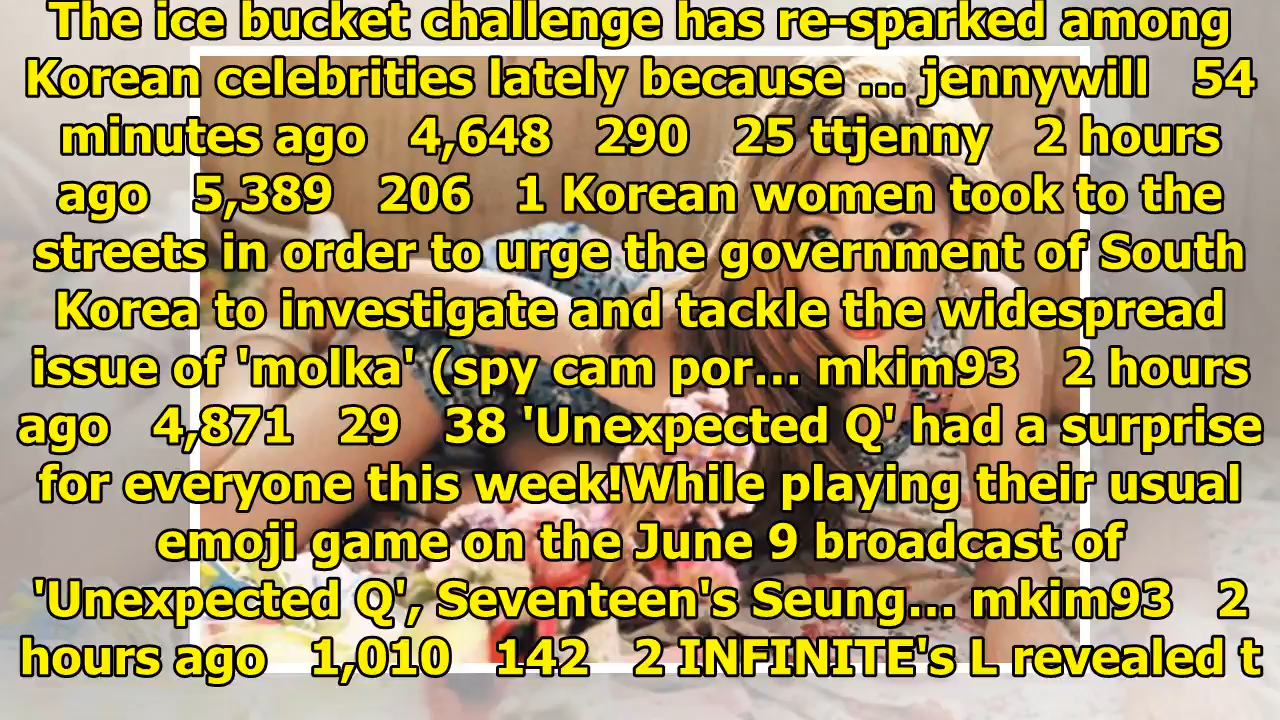 The ice bucket challenge has re-sparked among
Korean celebrities lately because ... jennywill 54
minutes ago 4,648 290 25 ttjenny 2 hours
ago 5,389 206 1 Korean women took to the
streets in order to urge the government of South
Korea to investigate and tackle the widespread
issue of 'molka' (spy cam por... mkim93 2 hours
ago 4,871 29 38 'Unexpected Q' had a surprise
for everyone this week!While playing their usual
emoji game on the June 9 broadcast of
'Unexpected Q', Seventeen's Seung... mkim93 2
hours ago 1,010 142 2 INFINITE's L revealed t